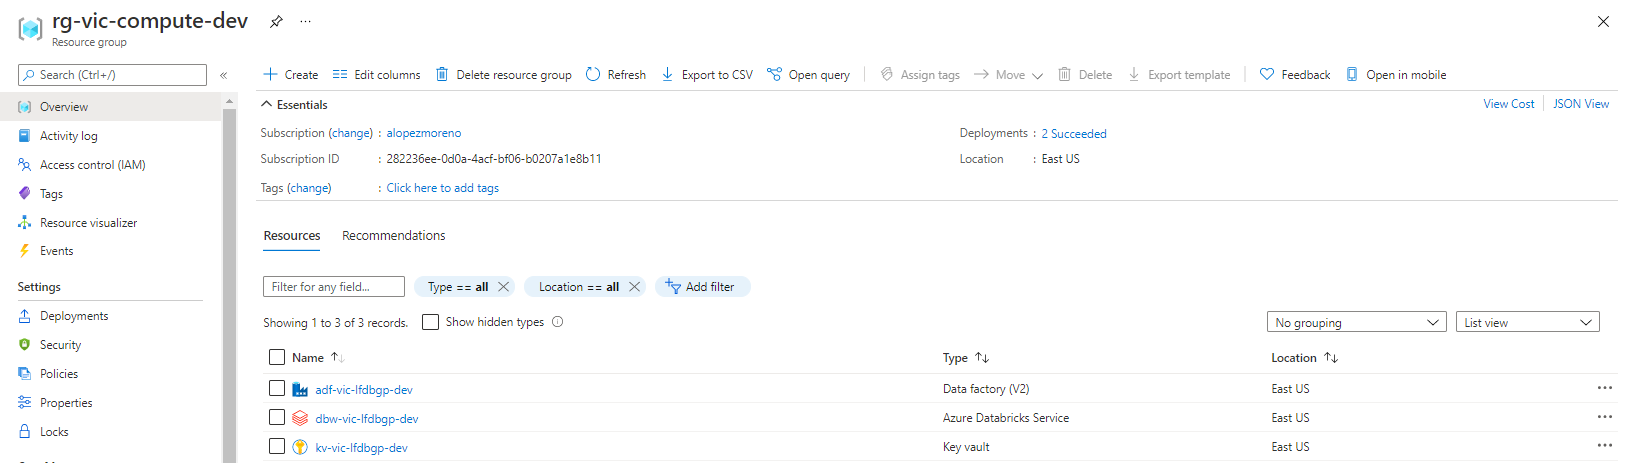 rg-vic-compute-dev
Resource group
Search (Ctrl+/)
«
Overview
Activity log
Access control (IAM)
Tags
Resource visualizer
Events
Settings
Deployments
Security
Policies
Properties
Locks
Create Edit columns Delete resource group Refresh Export to CSV Open query Assign tags Move Delete Export template Feedback Open in mobile
Essentials
View Cost JSON View
Subscription (change) : alopezmoreno
Deployments : 2 Succeeded
Subscription ID : 282236ee-0d0a-4acf-bf06-b0207a1e8b11
Location : East US
Tags (change) : Click here to add tags
Resources Recommendations
Filter for any field... Type == all Location == all Add filter
Showing 1 to 3 of 3 records. Show hidden types No grouping List view
Name Type Location
adf-vic-lfdbgp-dev Data factory (V2) East US
dbw-vic-lfdbgp-dev Azure Databricks Service East US
kv-vic-lfdbgp-dev Key vault East US